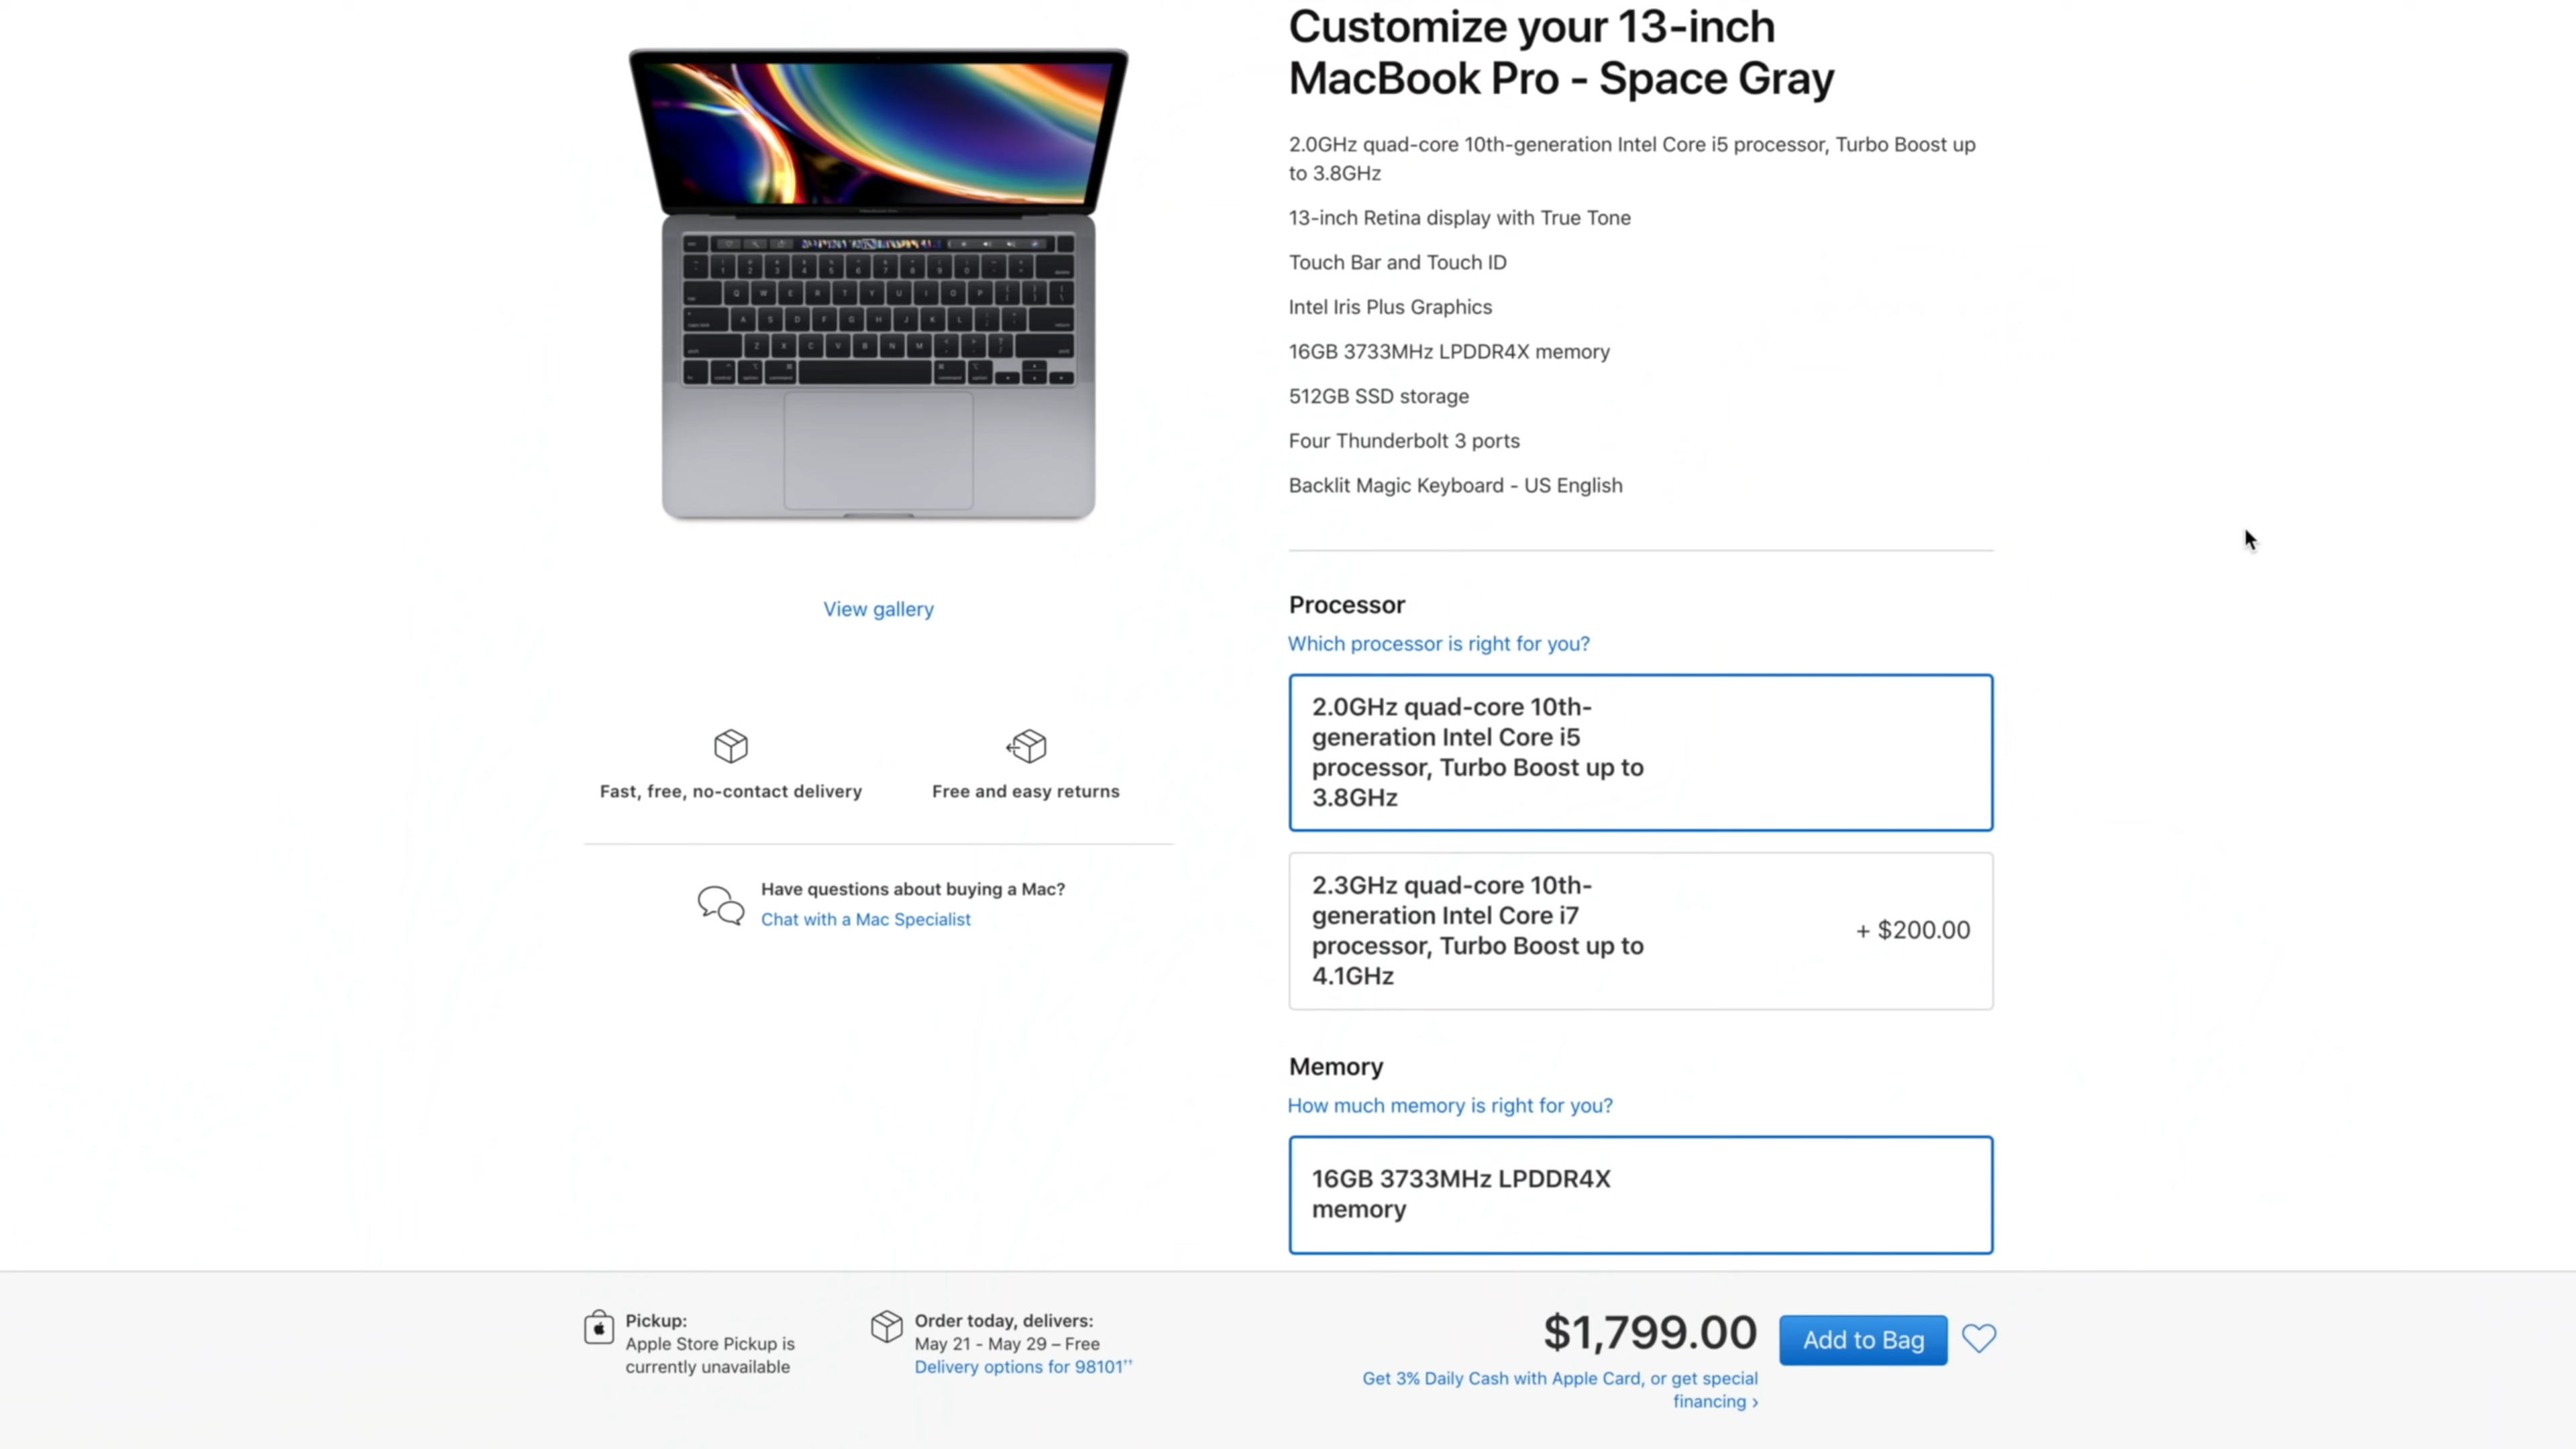 Customize your 13-inch
MacBook Pro - Space Gray
2.0GHz quad-core 10th-generation Intel Core i5 processor, Turbo Boost up
to 3.8GHz
13-inch Retina display with True Tone
Touch Bar and Touch ID
Intel Iris Plus Graphics
16GB 3733MHz LPDDR4X memory
512GB SSD storage
Four Thunderbolt 3 ports
Backlit Magic Keyboard - US English
View gallery
Fast, free, no-contact delivery
Free and easy returns
Have questions about buying a Mac?
Chat with a Mac Specialist
Processor
Which processor is right for you?
2.0GHz quad-core 10th-
generation Intel Core i5
processor, Turbo Boost up to
3.8GHz
2.3GHz quad-core 10th-
generation Intel Core i7
processor, Turbo Boost up to
4.1GHz
+ $200.00
Memory
How much memory is right for you?
16GB 3733MHz LPDDR4X
memory
Pickup:
Apple Store Pickup is
currently unavailable
Order today, delivers:
May 21 - May 29 – Free
Delivery options for 98101††
$1,799.00
Add to Bag
Get 3% Daily Cash with Apple Card, or get special
financing ›